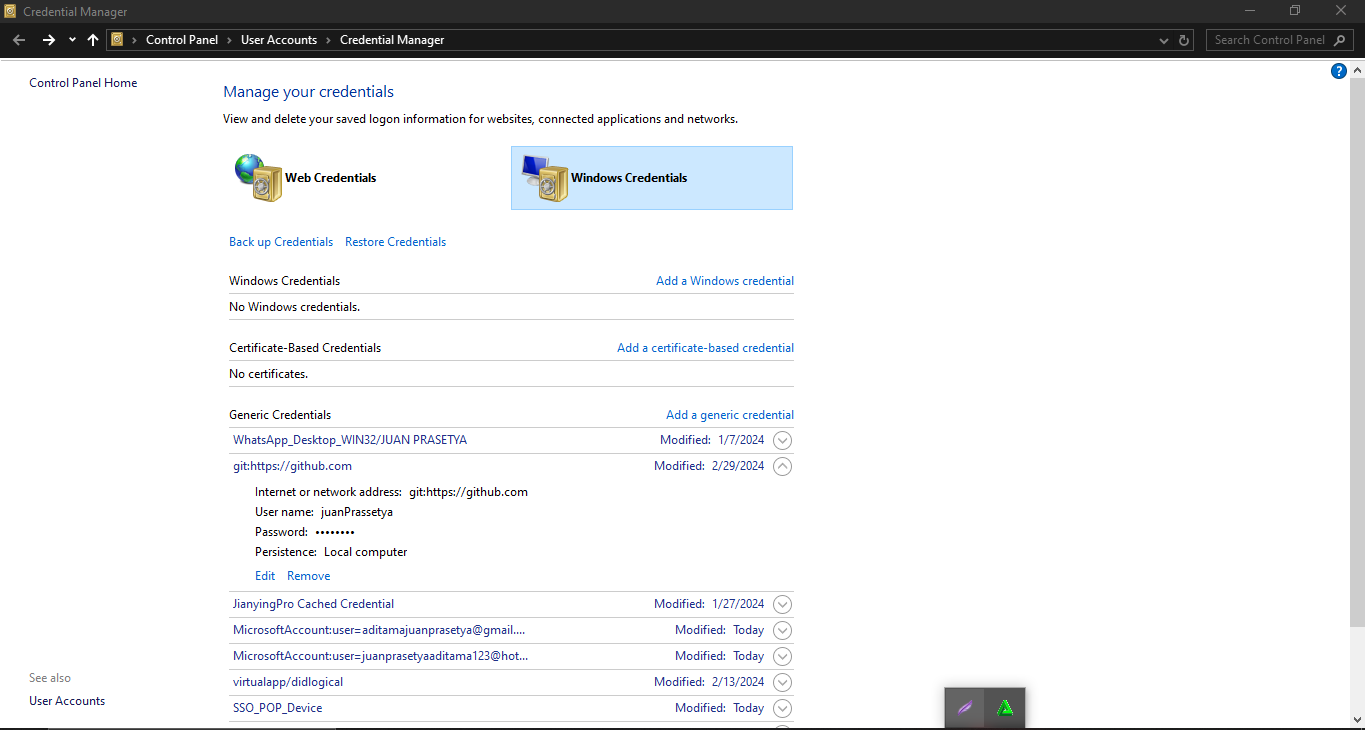 Credential Manager
Control Panel > User Accounts > Credential Manager
Search Control Panel
Control Panel Home
Manage your credentials
View and delete your saved logon information for websites, connected applications and networks.
Web Credentials
Windows Credentials
Back up Credentials Restore Credentials
Windows Credentials Add a Windows credential
No Windows credentials.
Certificate-Based Credentials Add a certificate-based credential
No certificates.
Generic Credentials Add a generic credential
WhatsApp_Desktop_WIN32/JUAN PRASETYA Modified: 1/7/2024
git:https://github.com Modified: 2/29/2024
Internet or network address: git:https://github.com
User name: juanPrassetya
Password: ••••••••
Persistence: Local computer
Edit Remove
JianyingPro Cached Credential Modified: 1/27/2024
MicrosoftAccount:user=aditamajuanprasetya@gmail.... Modified: Today
MicrosoftAccount:user=juanprasetyaaditama123@hot... Modified: Today
virtualapp/didlogical Modified: 2/13/2024
SSO_POP_Device Modified: Today
See also
User Accounts